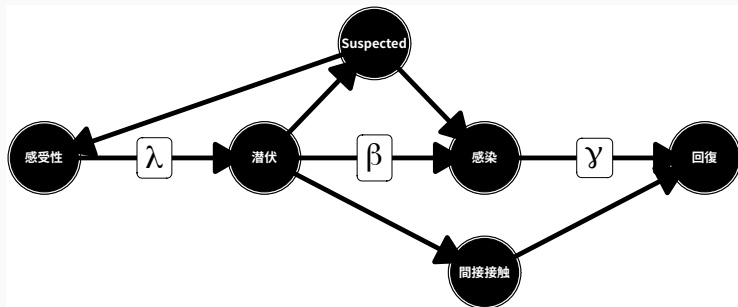 Suspected
感受性
λ
潜伏
β
感染
γ
回復
間接接触